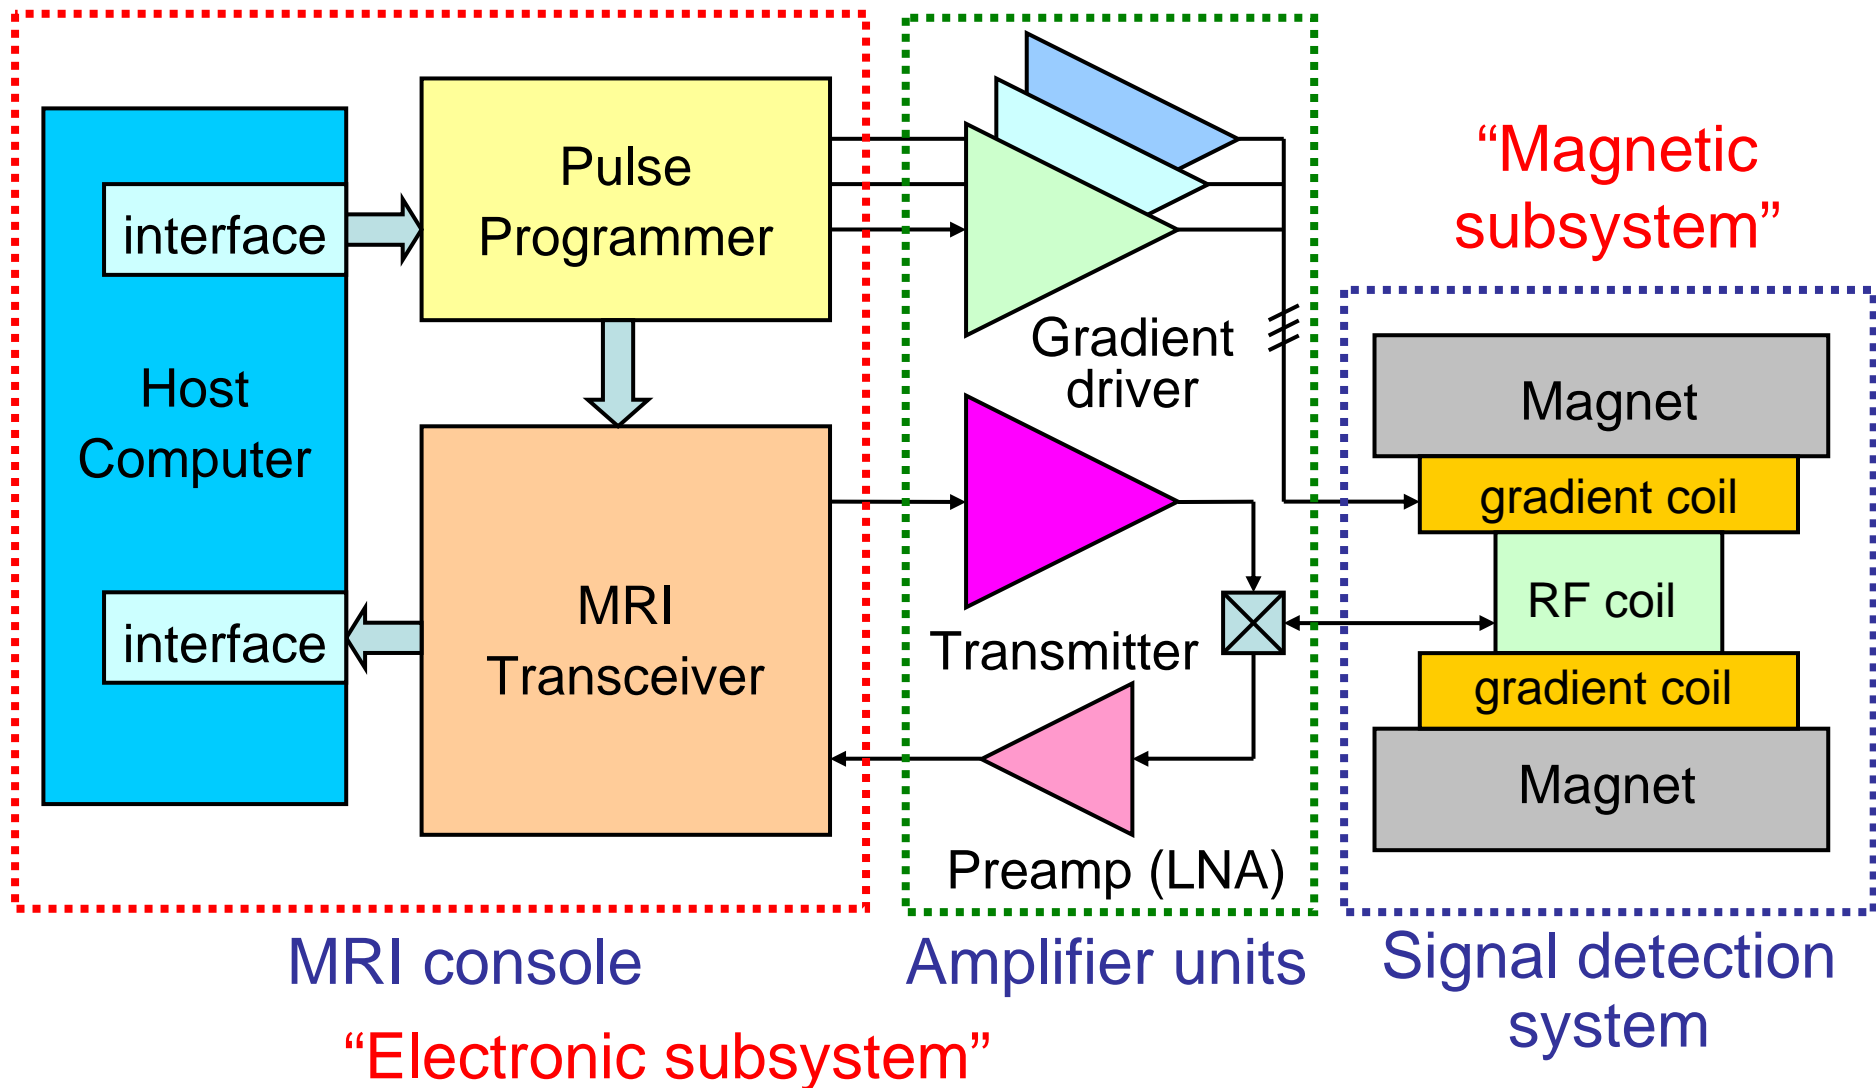 interface
Host
Computer
interface
Pulse
Programmer
MRI
Transceiver
MRI console
Gradient
driver
Transmitter
Preamp (LNA)
Amplifier units
“Electronic subsystem”
“Magnetic
subsystem”
Magnet
gradient coil
RF coil
gradient coil
Magnet
Signal detection
system